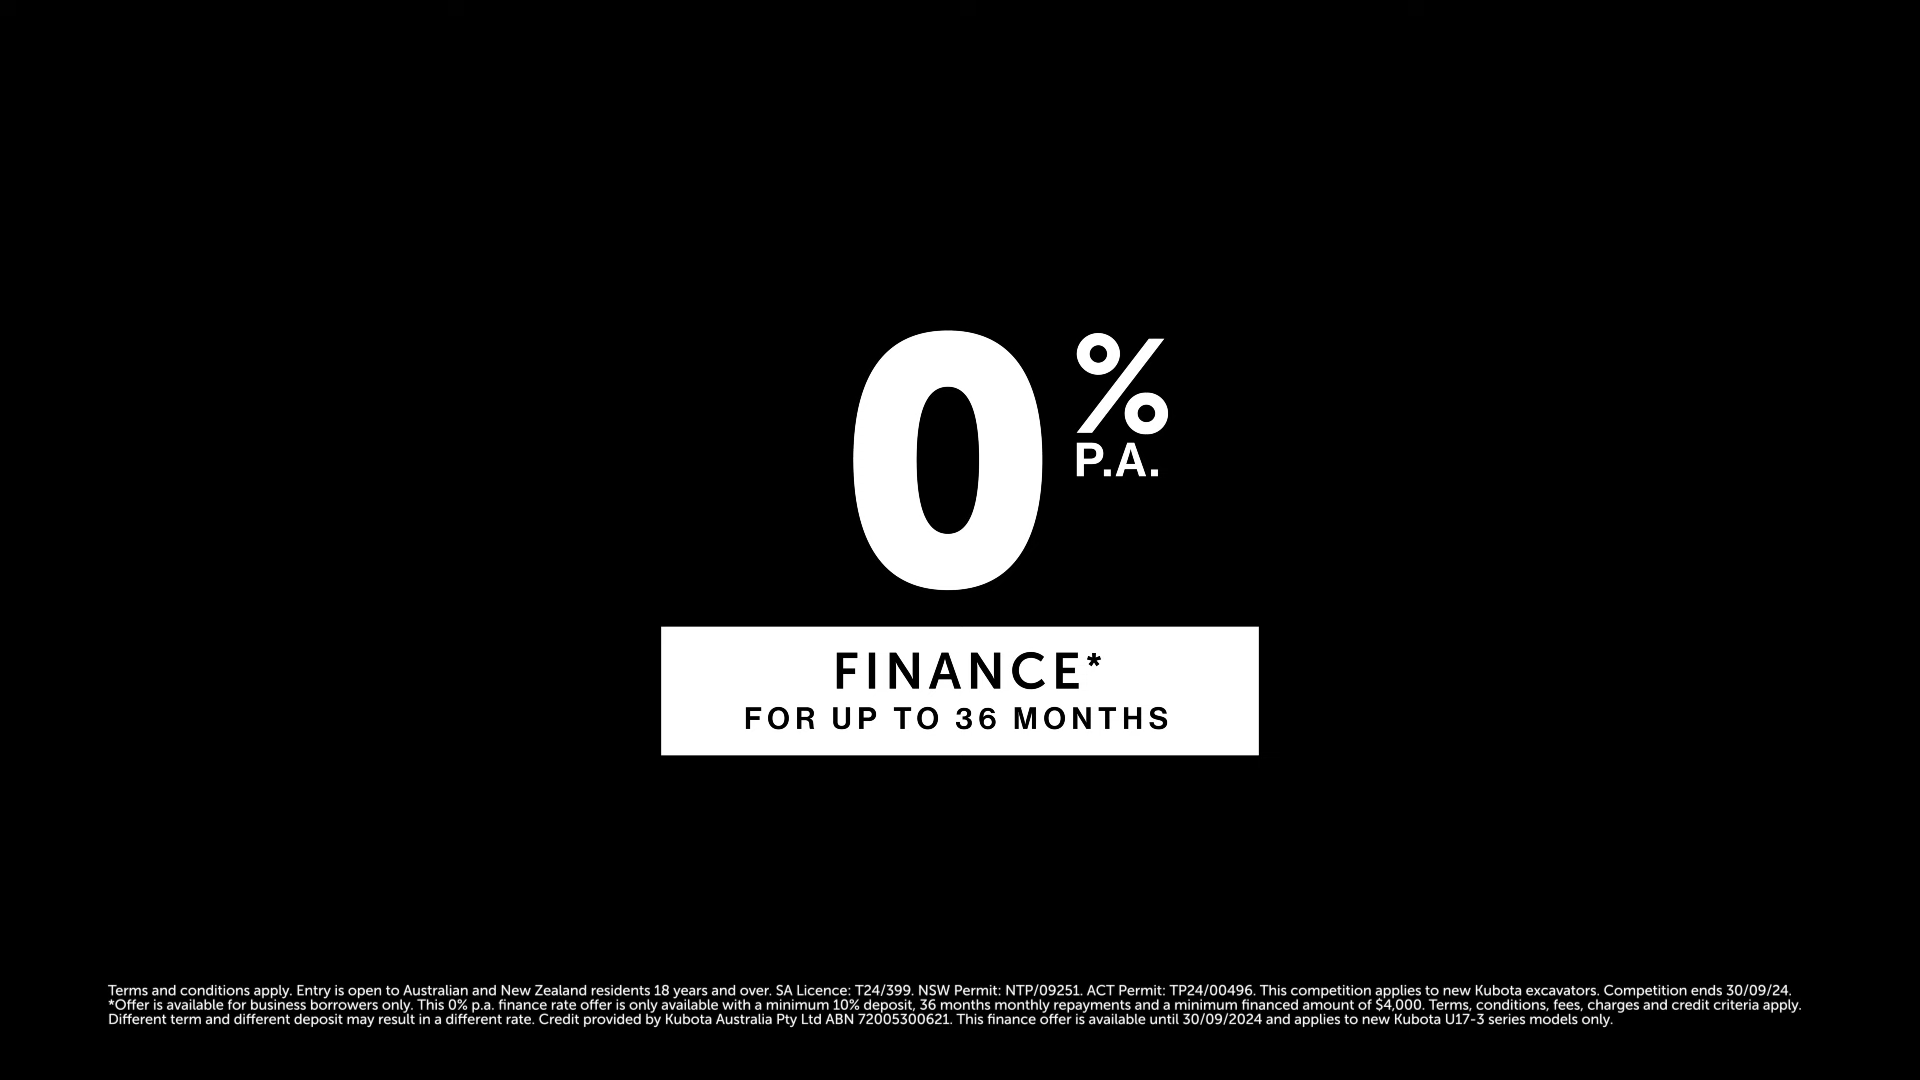 0%
P.A.
FINANCE*
FOR UP TO 36 MONTHS
Terms and conditions apply. Entry is open to Australian and New Zealand residents 18 years and over. SA Licence: T24/399. NSW Permit: NTP/09251. ACT Permit: TP24/00496. This competition applies to new Kubota excavators. Competition ends 30/09/24.
*Offer is available for business borrowers only. This 0% p.a. finance rate offer is only available with a minimum 10% deposit, 36 months monthly repayments and a minimum financed amount of $4,000. Terms, conditions, fees, charges and credit criteria apply.
Different term and different deposit may result in a different rate. Credit provided by Kubota Australia Pty Ltd ABN 72005300621. This finance offer is available until 30/09/2024 and applies to new Kubota U17-3 series models only.